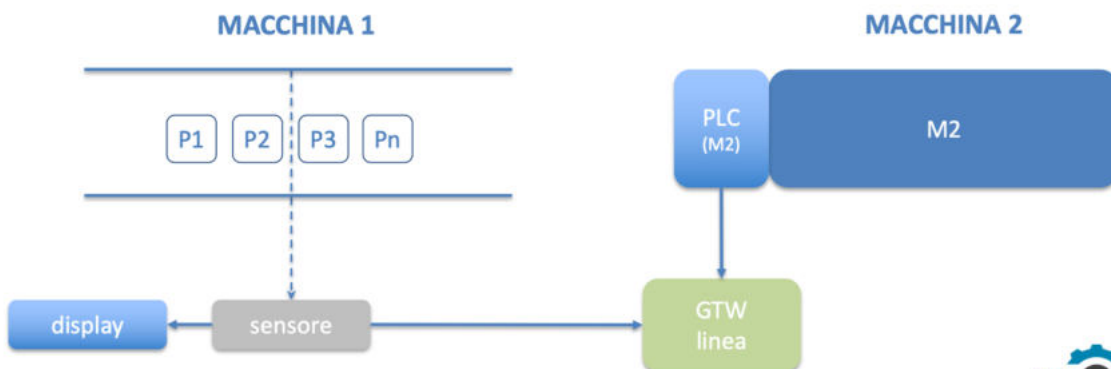 MACCHINA 1
MACCHINA 2
P1 P2 P3 Pn
PLC
(M2)
M2
display
sensore
GTW
linea